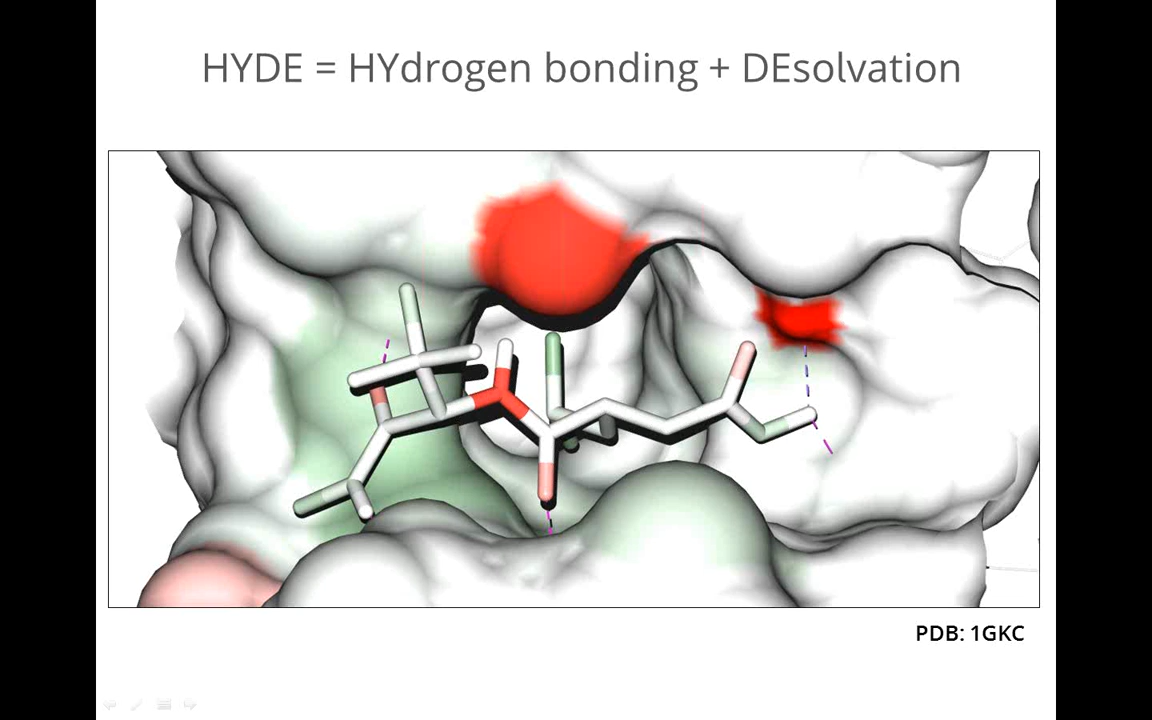 HYDE = HYdrogen bonding + DEsolvation
PDB: 1GKC